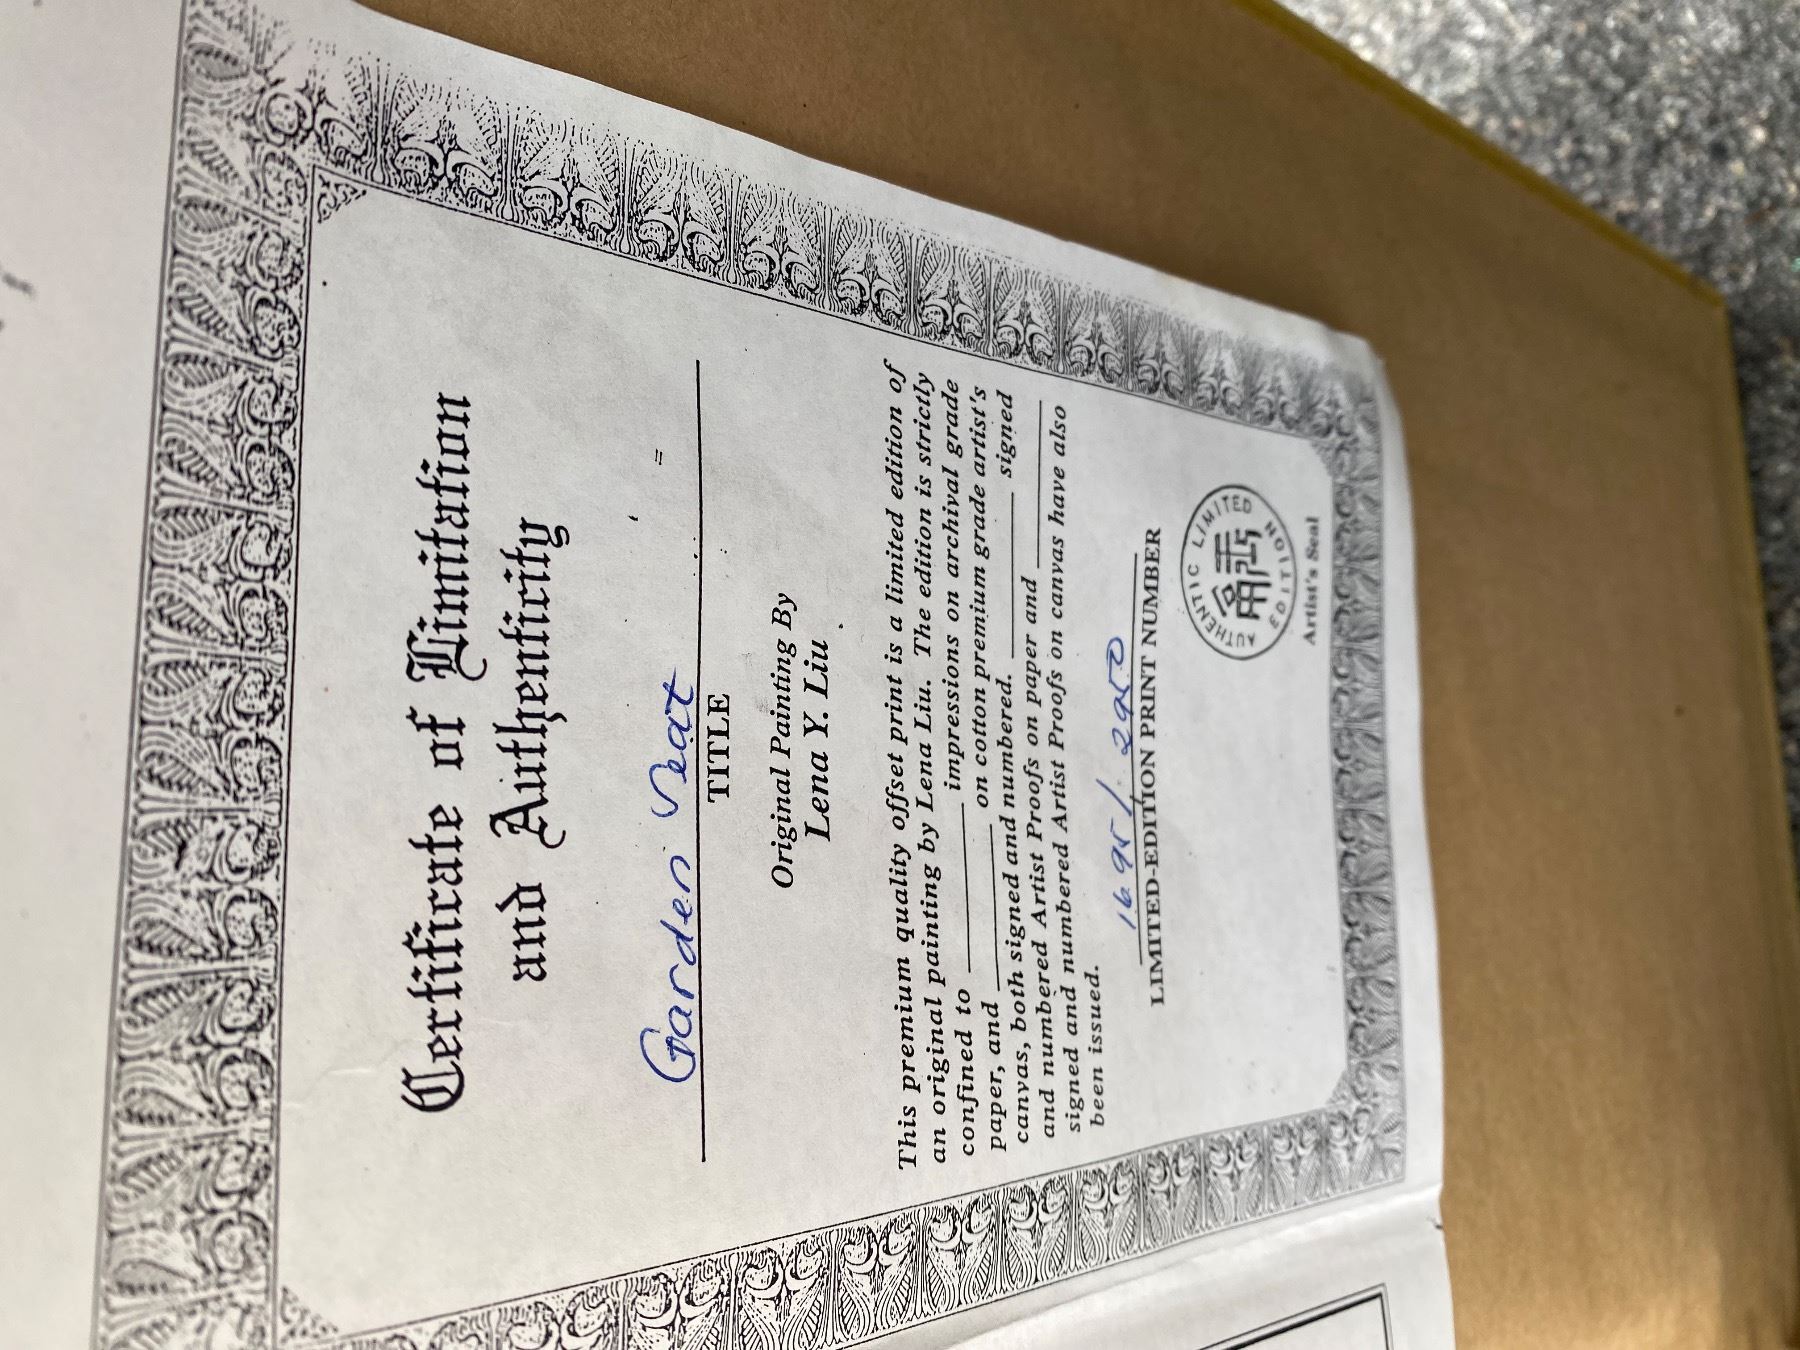 Certificate of Limitation
and Authenticity
Garden Seat
TITLE
Original Painting By
Lena Y. Liu
This premium quality offset print is a limited edition of
an original painting by Lena Liu. The edition is strictly
confined to ________ impressions on archival grade
paper, and ________ on cotton premium grade artist's
canvas, both signed and numbered. ________ signed
and numbered Artist Proofs on paper and ________
signed and numbered Artist Proofs on canvas have also
been issued.
1695/2950
LIMITED-EDITION PRINT NUMBER
AUTHENTIC LIMITED EDITION
Artist's Seal